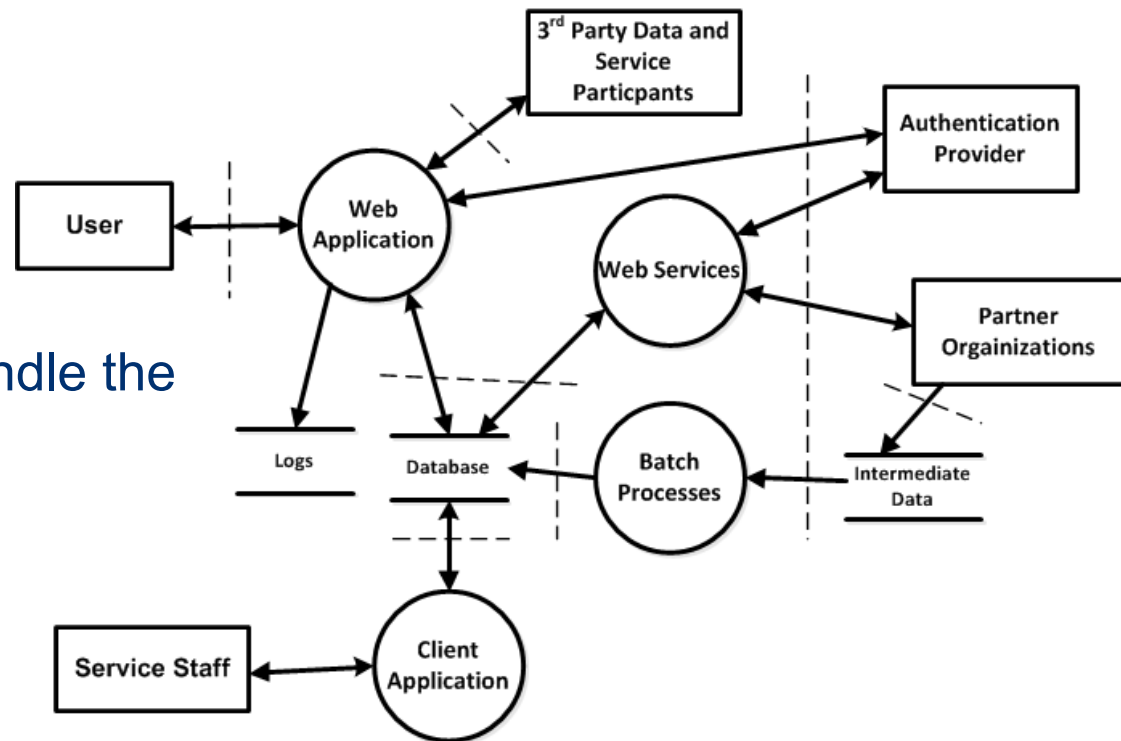 3rd Party Data and
Service
Particpants
Authentication
Provider
User
Web
Application
Web Services
Partner
Orgainizations
ndle the
Logs
Database
Batch
Processes
Intermediate
Data
Client
Application
Service Staff